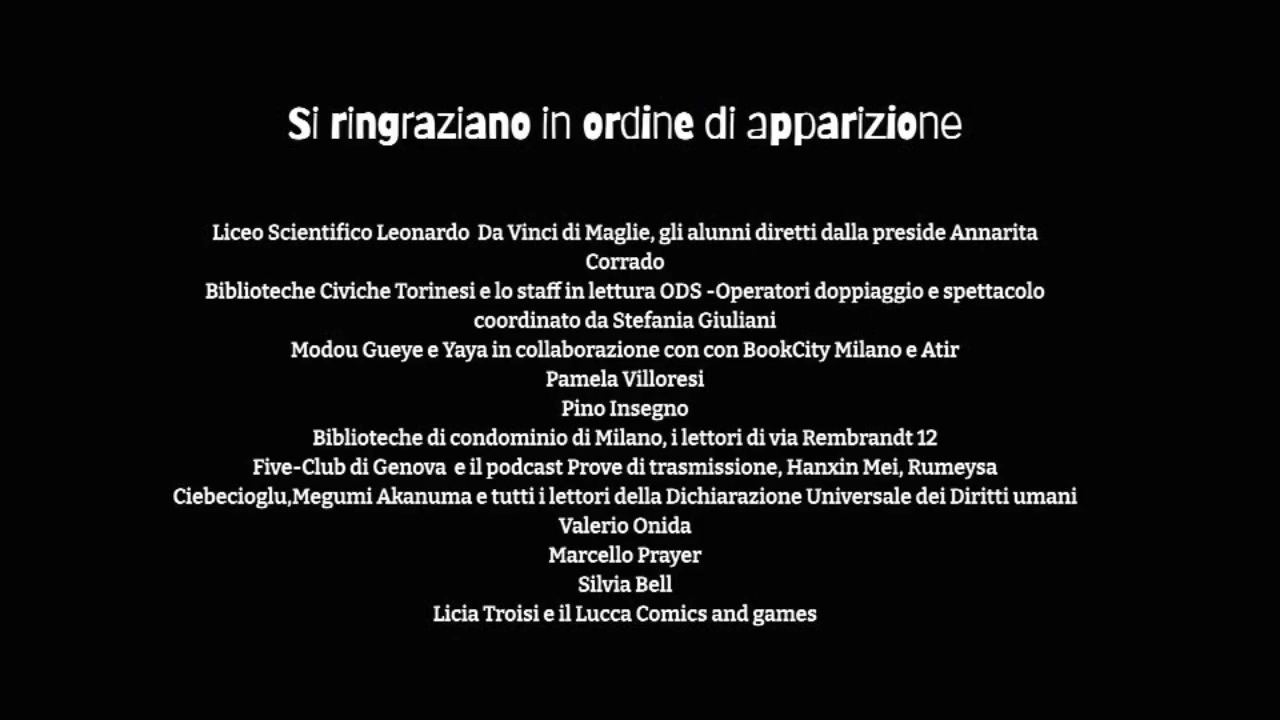 Si ringraziano in ordine di apparizione
Liceo Scientifico Leonardo  Da Vinci di Maglie, gli alunni diretti dalla preside Annarita
Corrado
Biblioteche Civiche Torinesi e lo staff in lettura ODS -Operatori doppiaggio e spettacolo
coordinato da Stefania Giuliani
Modou Gueye e Yaya in collaborazione con con BookCity Milano e Atir
Pamela Villoresi
Pino Insegno
Biblioteche di condominio di Milano, i lettori di via Rembrandt 12
Five-Club di Genova  e il podcast Prove di trasmissione, Hanxin Mei, Rumeysa
Ciebecioglu,Megumi Akanuma e tutti i lettori della Dichiarazione Universale dei Diritti umani
Valerio Onida
Marcello Prayer
Silvia Bell
Licia Troisi e il Lucca Comics and games